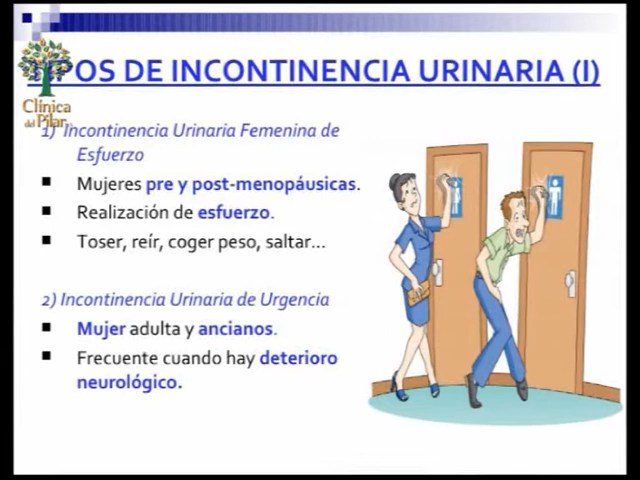 POS DE INCONTINENCIA URINARIA (I)
Clínica
del Pilar
1) Incontinencia Urinaria Femenina de
Esfuerzo
Mujeres pre y post-menopáusicas.
Realización de esfuerzo.
Toser, reír, coger peso, saltar...
2) Incontinencia Urinaria de Urgencia
Mujer adulta y ancianos.
Frecuente cuando hay deterioro
neurológico.